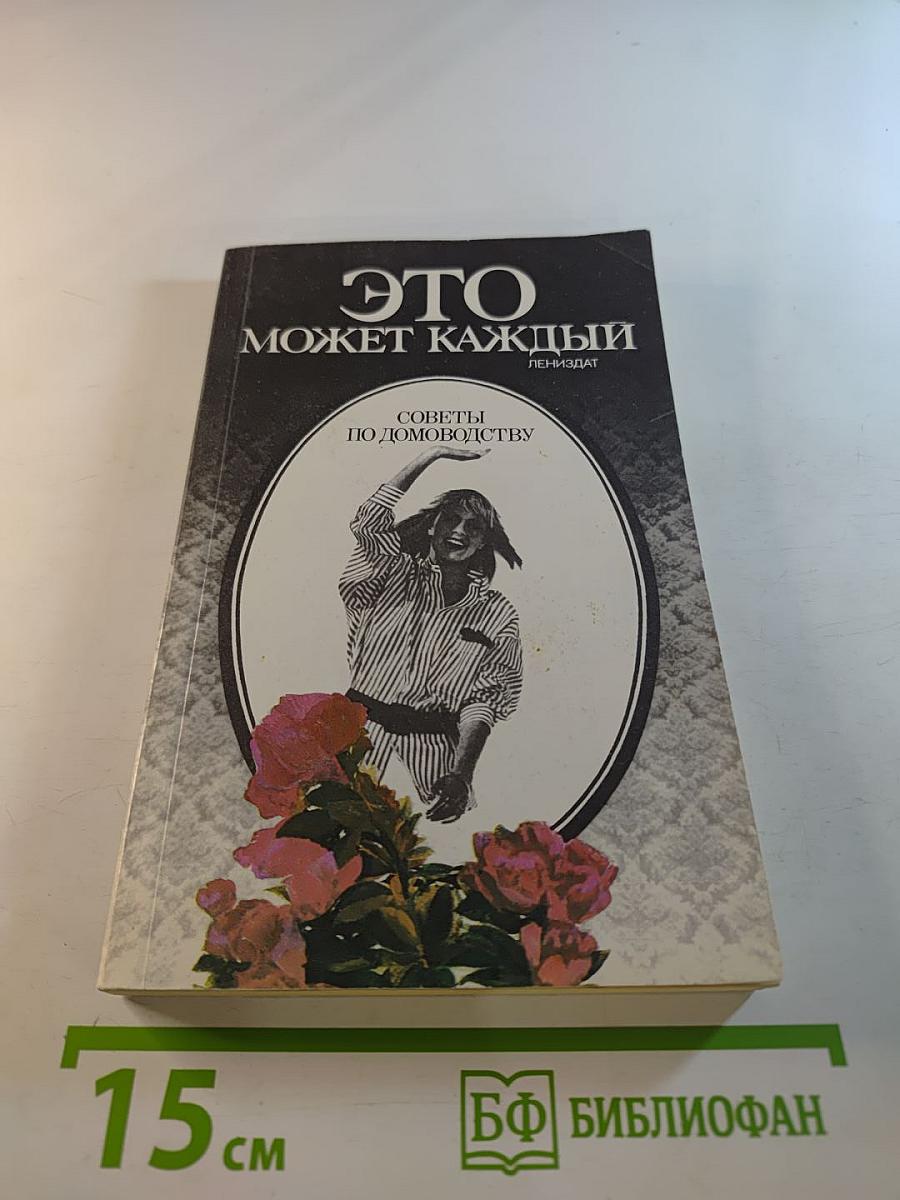 ЭТО
МОЖЕТ КАЖДЫЙ
ЛЕНИЗДАТ
СОВЕТЫ
ПО ДОМОВОДСТВУ
15 см
БФ БИБЛИОФАН